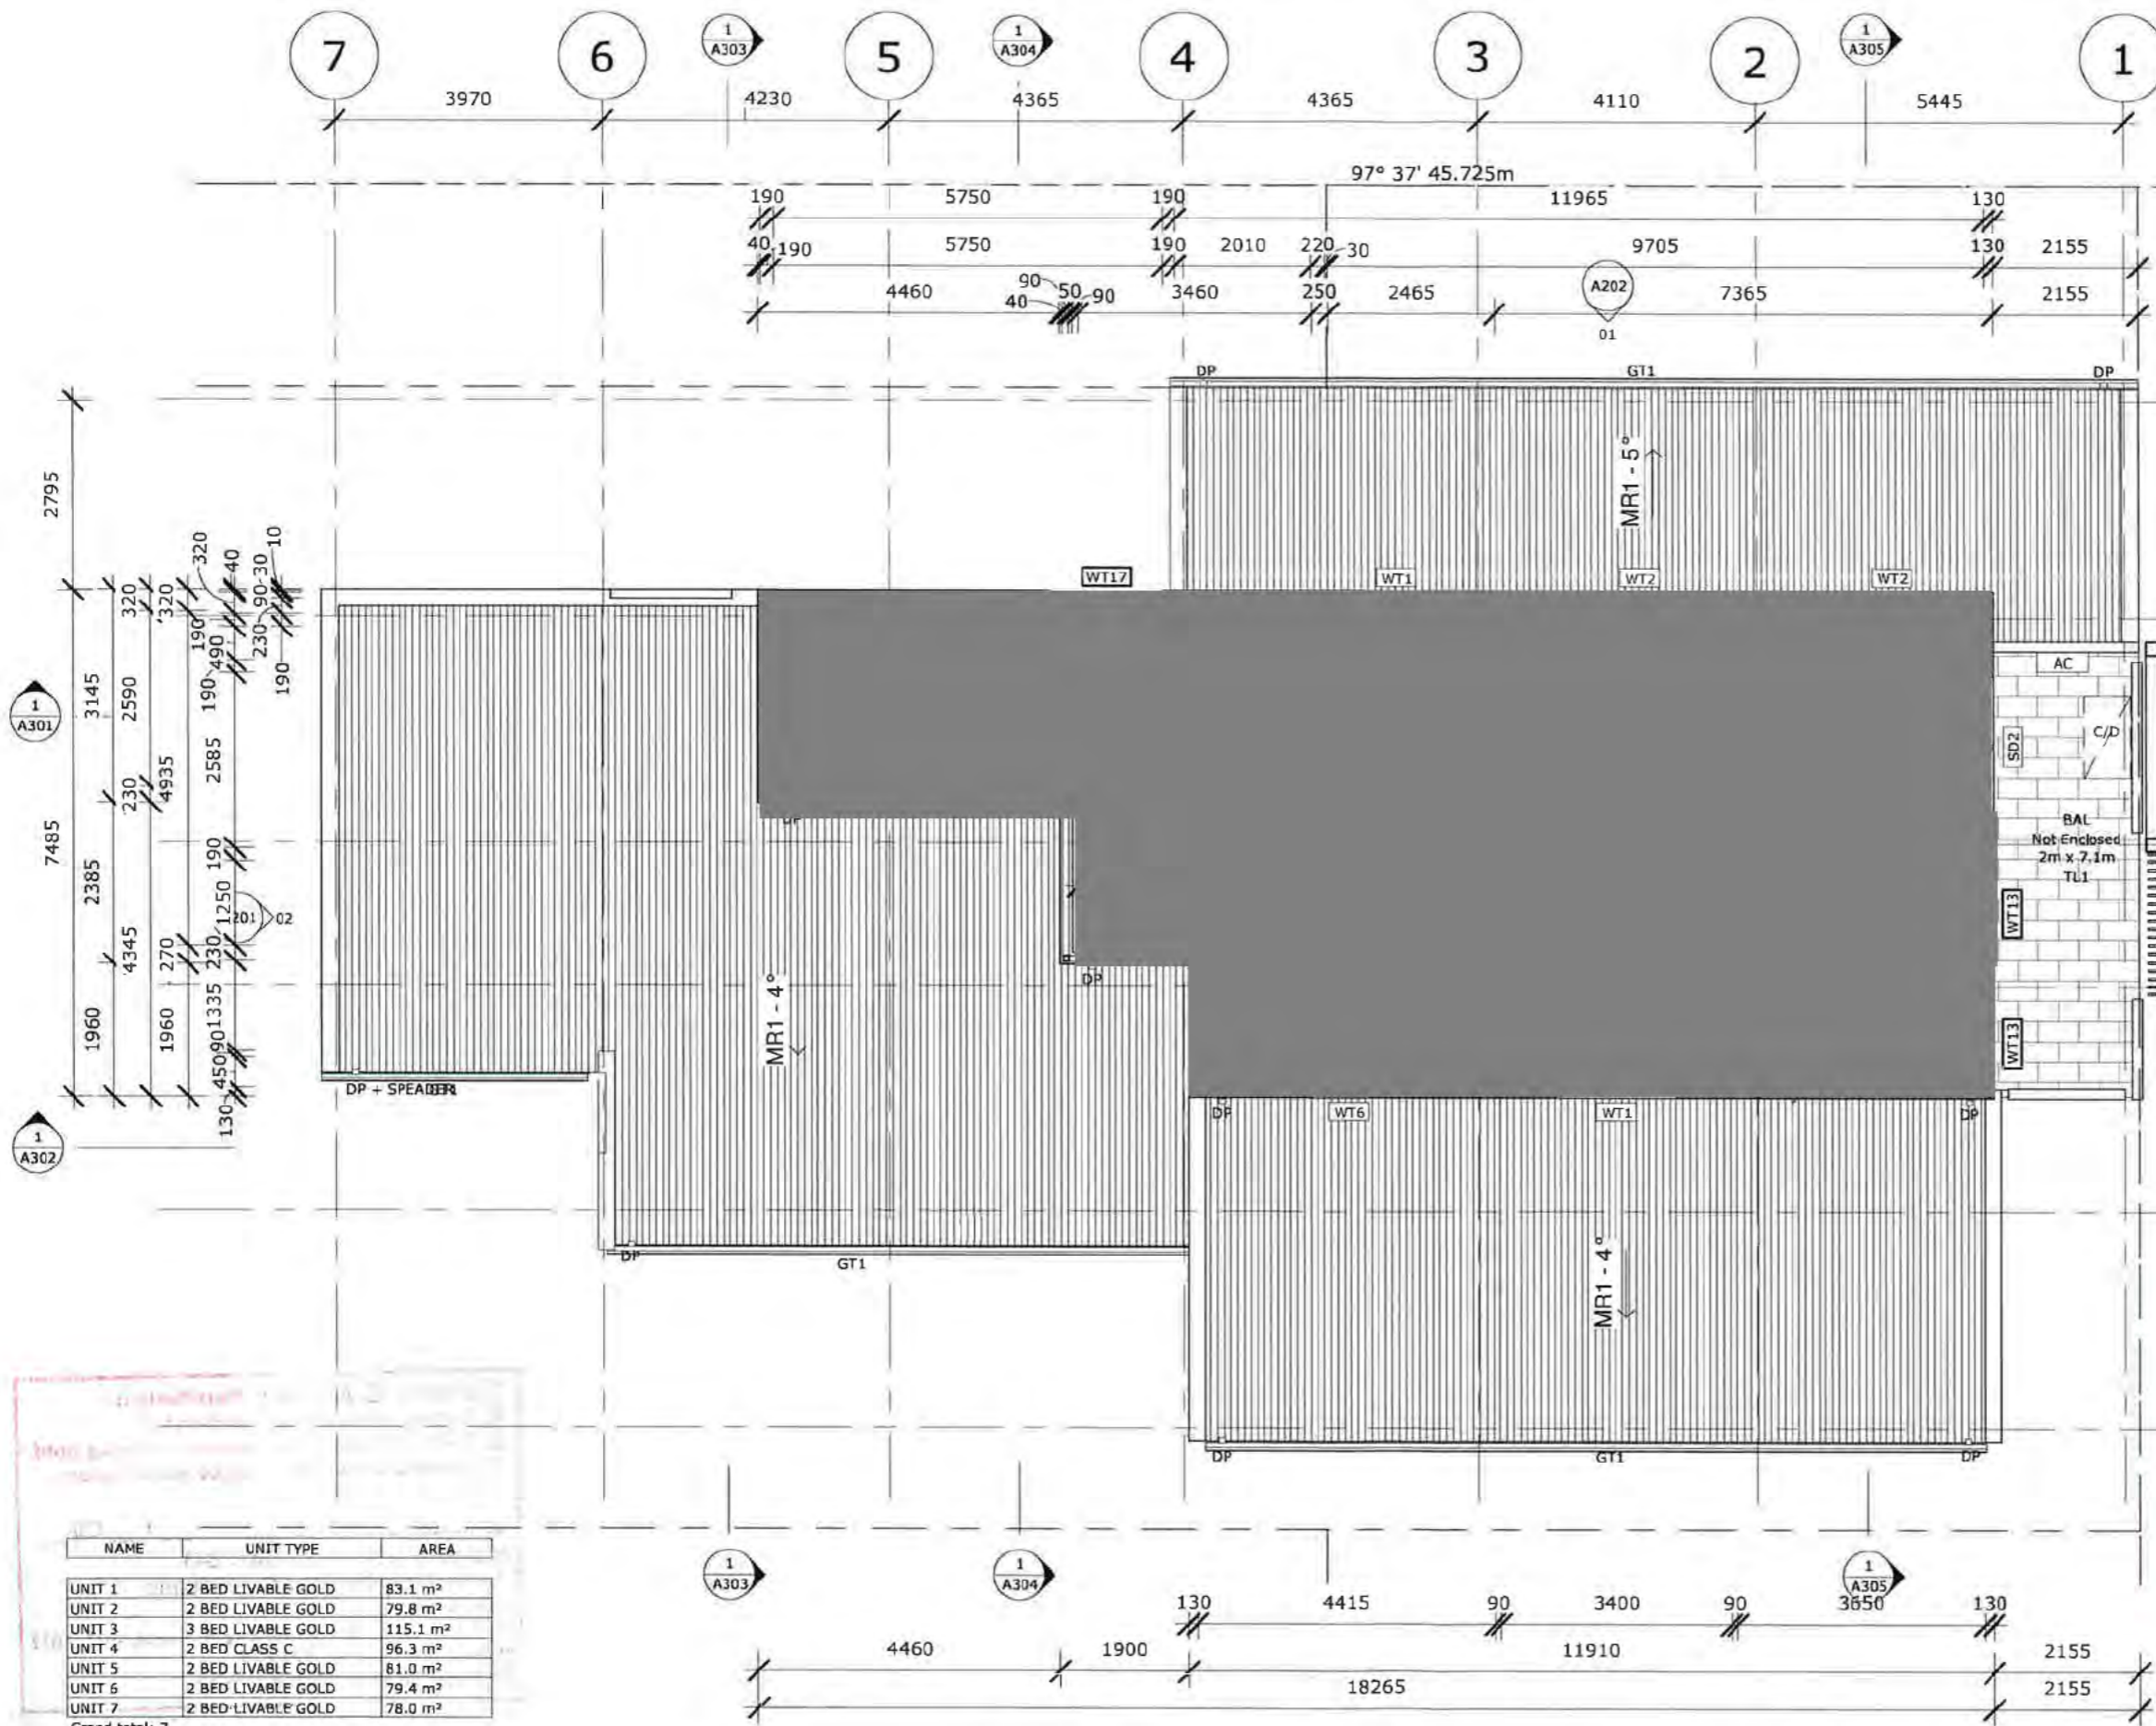 7 6 5 4 3 2 1
1 A303
1 A304
1 A305
3970 4230 4365 4365 4110 5445
97° 37' 45.725m
190 5750 190 11965 130
40 190 5750 190 2010 220 30 9705 130 2155
4460 40 90 50 90 3460 250 2465 7365 2155
A202
01
DP GT1 DP
MR1 - 5°
WT17 WT1 WT2 WT2
2795
7485
3145
2385
1960
320
2590
230
4345
320
4935
270
1960
320
190
40
490
190
2585
190
1250
230
1335
90
450
130
10
30
90
230
190
1
A301
201 02
1
A302
AC
C/D
SD2
BAL
Not Enclosed
2m x 7.1m
TL1
WT13
WT13
DP
DP
MR1 - 4°
DP + SPEADER
DP GT1
DP WT6 WT1 DP
MR1 - 4°
DP GT1 DP
NAME UNIT TYPE AREA
UNIT 1 2 BED LIVABLE GOLD 83.1 m²
UNIT 2 2 BED LIVABLE GOLD 79.8 m²
UNIT 3 3 BED LIVABLE GOLD 115.1 m²
UNIT 4 2 BED CLASS C 96.3 m²
UNIT 5 2 BED LIVABLE GOLD 81.0 m²
UNIT 6 2 BED LIVABLE GOLD 79.4 m²
UNIT 7 2 BED LIVABLE GOLD 78.0 m²
Grand total: 7
1 A303
1 A304
1 A305
130 4415 90 3400 90 3650 130
4460 1900 11910 2155
18265 2155